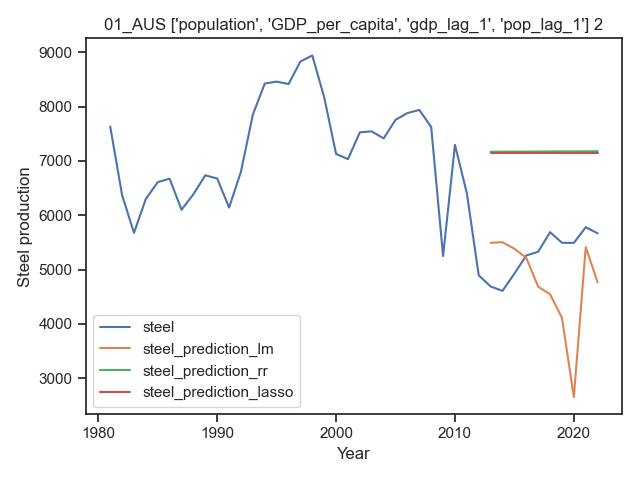 01_AUS ['population', 'GDP_per_capita', 'gdp_lag_1', 'pop_lag_1'] 2
9000
8000
7000
6000
5000
4000
3000
Steel production
steel
steel_prediction_lm
steel_prediction_rr
steel_prediction_lasso
1980
1990
2000
2010
2020
Year